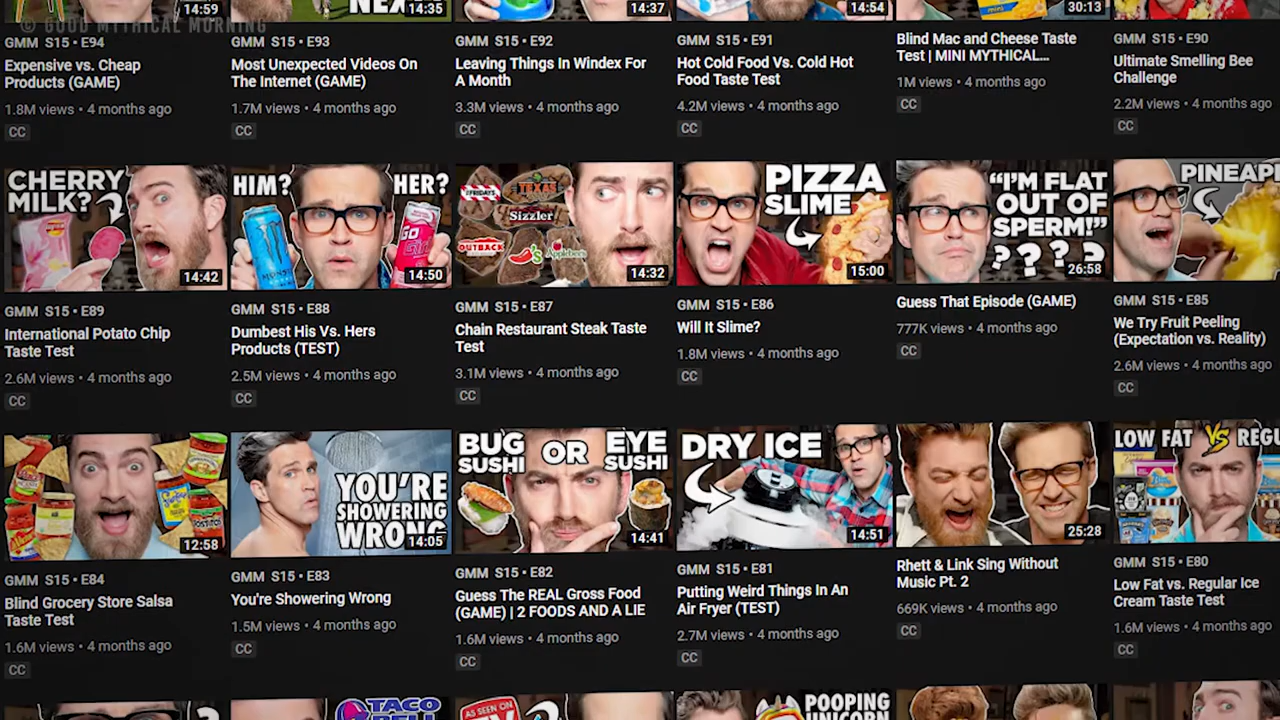 © GOOD MYTHICAL MORNING
14:59
14:35
14:37
14:54
30:13
GMM S15 • E94
Expensive vs. Cheap
Products (GAME)
1.8M views • 4 months ago
CC
GMM S15 • E93
Most Unexpected Videos On
The Internet (GAME)
1.7M views • 4 months ago
CC
GMM S15 • E92
Leaving Things In Windex For
A Month
3.3M views • 4 months ago
CC
GMM S15 • E91
Hot Cold Food Vs. Cold Hot
Food Taste Test
4.2M views • 4 months ago
CC
Blind Mac and Cheese Taste
Test | MINI MYTHICAL...
1M views • 4 months ago
CC
GMM S15 • E90
Ultimate Smelling Bee
Challenge
2.2M views • 4 months ago
CC
CHERRY
MILK?
14:42
GMM S15 • E89
International Potato Chip
Taste Test
2.6M views • 4 months ago
CC
HIM?
HER?
GO
Girl
14:50
GMM S15 • E88
Dumbest His Vs. Hers
Products (TEST)
2.5M views • 4 months ago
CC
FRIDAYS
TEXAS
Sizzler
OUTBACK
Applebee's
14:32
GMM S15 • E87
Chain Restaurant Steak Taste
Test
3.1M views • 4 months ago
CC
PIZZA
SLIME
15:00
GMM S15 • E86
Will It Slime?
1.8M views • 4 months ago
CC
"I'M FLAT
OUT OF
SPERM!"
? ? ? ?
26:58
Guess That Episode (GAME)
777K views • 4 months ago
CC
GMM S15 • E85
We Try Fruit Peeling
(Expectation vs. Reality)
2.6M views • 4 months ago
CC
TOSTITOS
12:58
GMM S15 • E84
Blind Grocery Store Salsa
Taste Test
1.6M views • 4 months ago
CC
YOU'RE
SHOWERING
WRONG
14:05
GMM S15 • E83
You're Showering Wrong
1.5M views • 4 months ago
CC
BUG
SUSHI
OR
EYE
SUSHI
14:41
GMM S15 • E82
Guess The REAL Gross Food
(GAME) | 2 FOODS AND A LIE
1.6M views • 4 months ago
CC
DRY ICE
14:51
GMM S15 • E81
Putting Weird Things In An
Air Fryer (TEST)
2.7M views • 4 months ago
CC
25:28
Rhett & Link Sing Without
Music Pt. 2
669K views • 4 months ago
CC
LOW FAT VS
GMM S15 • E80
Low Fat vs. Regular Ice
Cream Taste Test
1.6M views • 4 months ago
CC
?
TACO
BELL
AS SEEN ON
POOPING
UNICORN